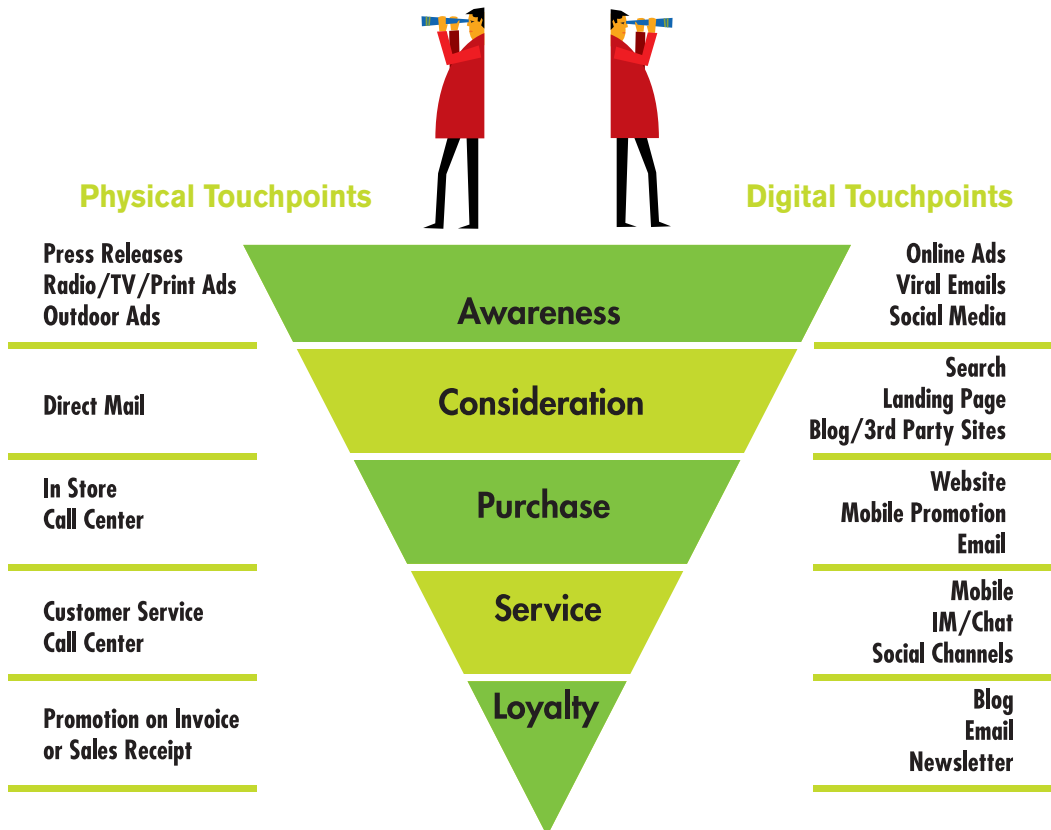 Physical Touchpoints
Digital Touchpoints
Press Releases
Radio/TV/Print Ads
Outdoor Ads
Awareness
Online Ads
Viral Emails
Social Media
Direct Mail
Consideration
Search
Landing Page
Blog/3rd Party Sites
In Store
Call Center
Purchase
Website
Mobile Promotion
Email
Customer Service
Call Center
Service
Mobile
IM/Chat
Social Channels
Promotion on Invoice
or Sales Receipt
Loyalty
Blog
Email
Newsletter